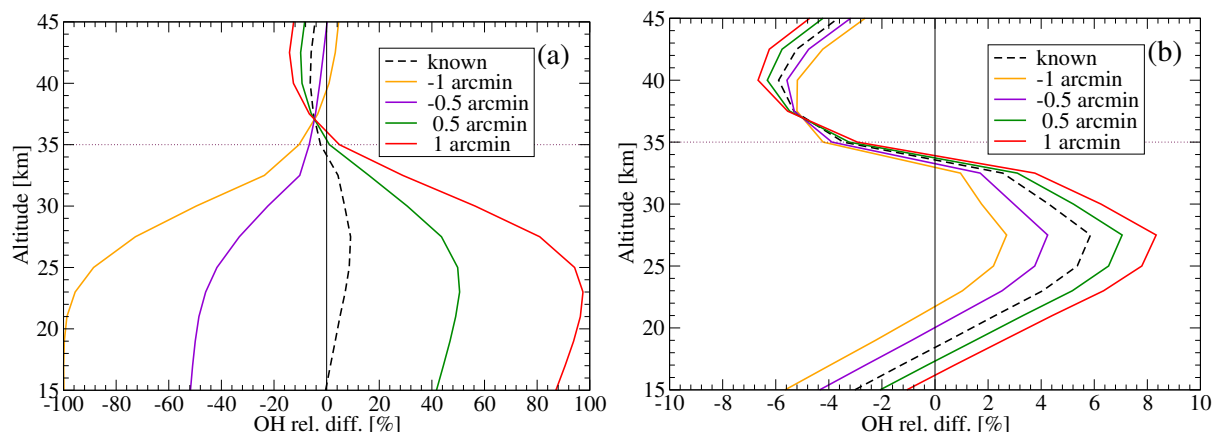 45
40
35
30
25
20
15
Altitude [km]
-100 -80 -60 -40 -20 0 20 40 60 80 100
OH rel. diff. [%]
(a)
known
-1 arcmin
-0.5 arcmin
0.5 arcmin
1 arcmin
45
40
35
30
25
20
15
Altitude [km]
-10 -8 -6 -4 -2 0 2 4 6 8 10
OH rel. diff. [%]
(b)
known
-1 arcmin
-0.5 arcmin
0.5 arcmin
1 arcmin